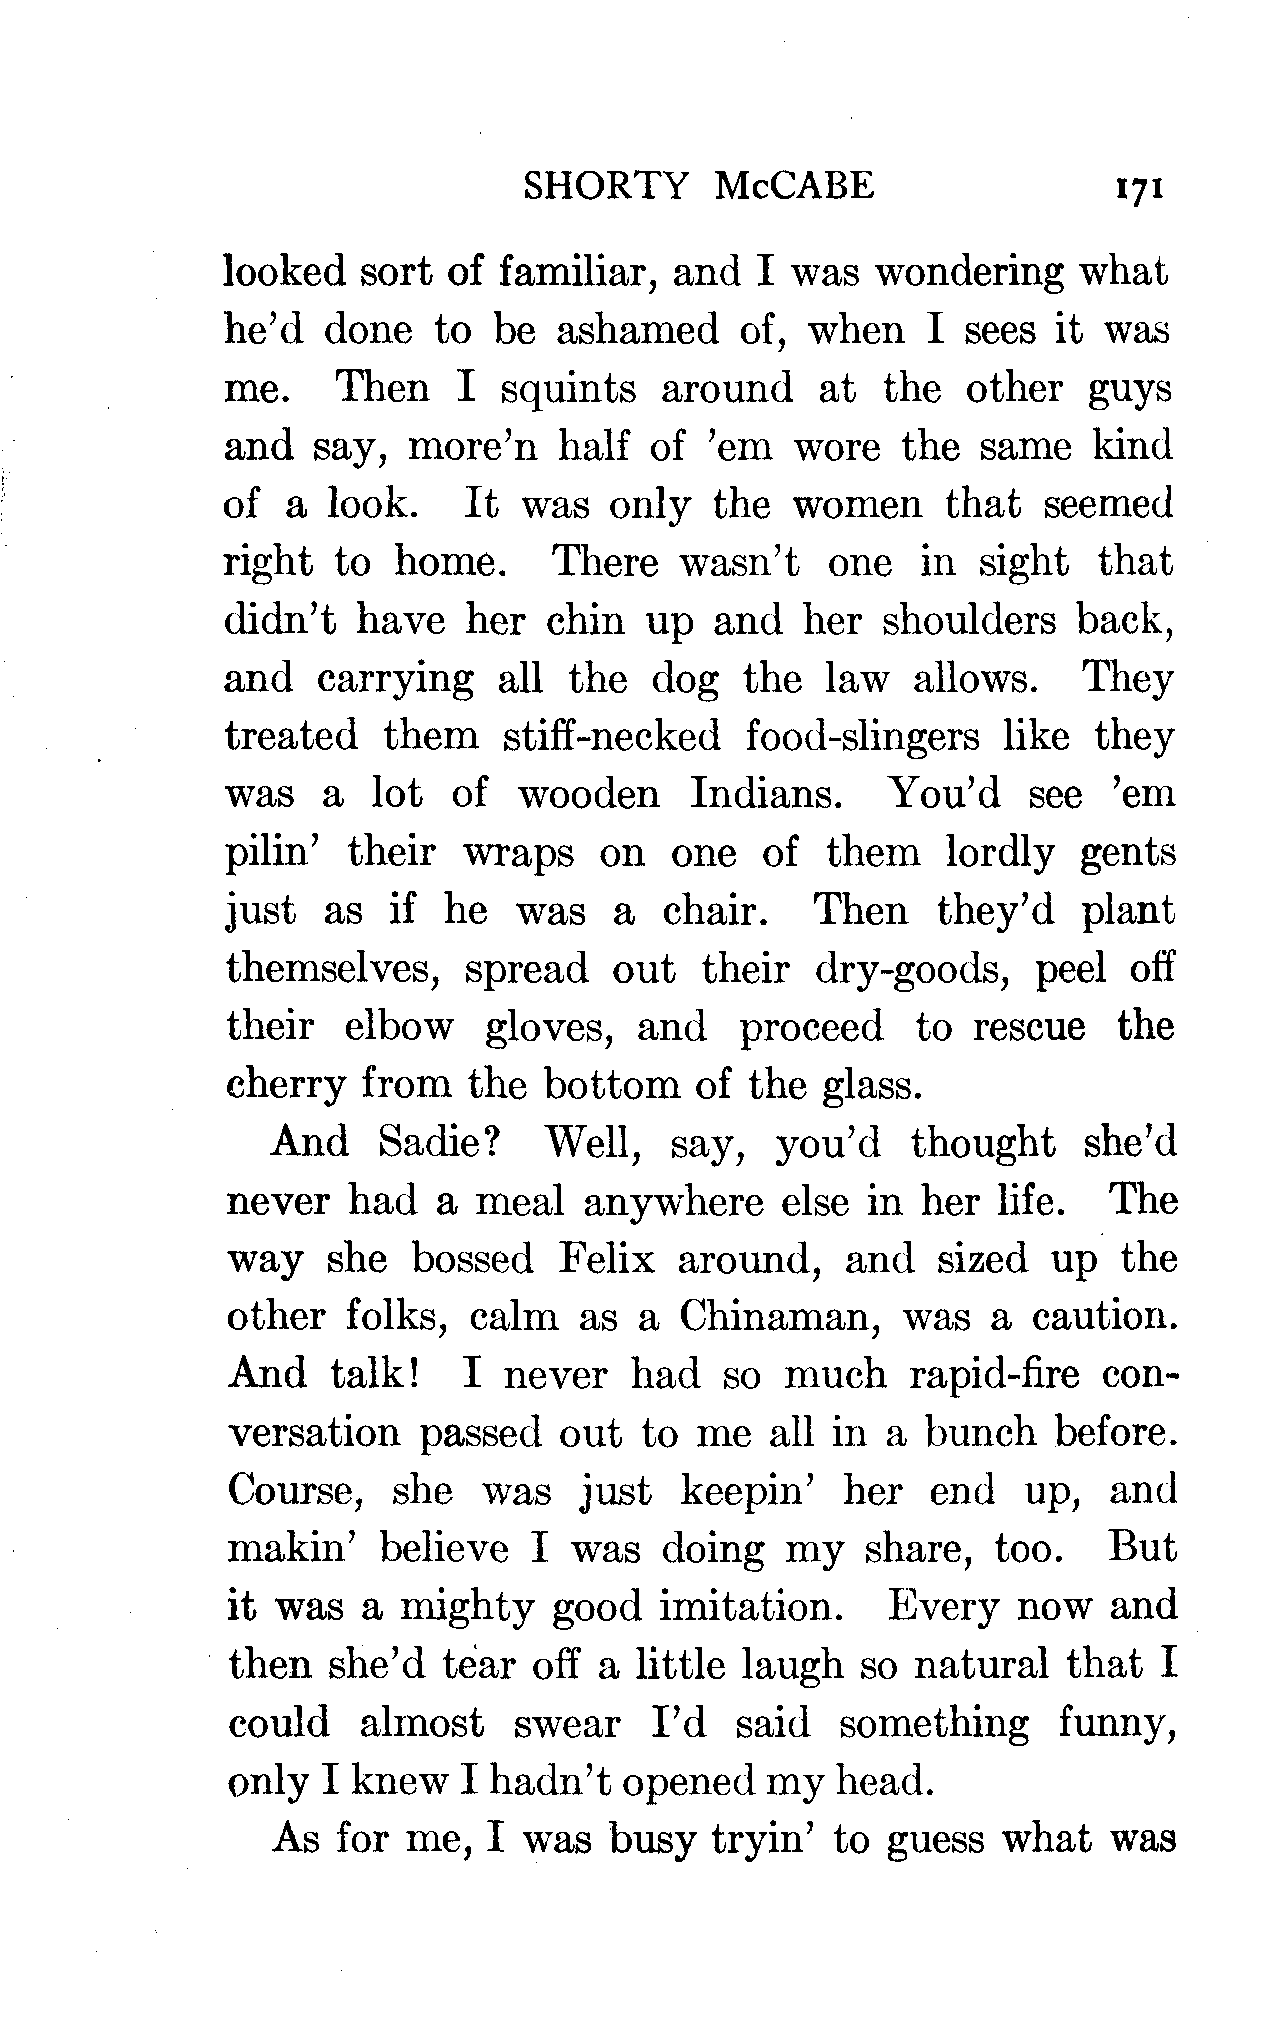 SHORTY McCABE 171
looked sort of familiar, and I was wondering what
he'd done to be ashamed of, when I sees it was
me. Then I squints around at the other guys
and say, more'n half of 'em wore the same kind
of a look. It was only the women that seemed
right to home. There wasn't one in sight that
didn't have her chin up and her shoulders back,
and carrying all the dog the law allows. They
treated them stiff-necked food-slingers like they
was a lot of wooden Indians. You'd see 'em
pilin' their wraps on one of them lordly gents
just as if he was a chair. Then they'd plant
themselves, spread out their dry-goods, peel off
their elbow gloves, and proceed to rescue the
cherry from the bottom of the glass.
And Sadie? Well, say, you'd thought she'd
never had a meal anywhere else in her life. The
way she bossed Felix around, and sized up the
other folks, calm as a Chinaman, was a caution.
And talk! I never had so much rapid-fire con-
versation passed out to me all in a bunch before.
Course, she was just keepin' her end up, and
makin' believe I was doing my share, too. But
it was a mighty good imitation. Every now and
then she'd tear off a little laugh so natural that I
could almost swear I'd said something funny,
only I knew I hadn't opened my head.
As for me, I was busy tryin' to guess what was